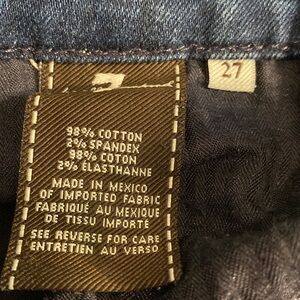 27
98% COTTON
2% SPANDEX
98% COTON
2% ÉLASTHANNE
MADE IN MEXICO
OF IMPORTED FABRIC
FABRIQUÉ AU MEXIQUE
DE TISSU IMPORTÉ
SEE REVERSE FOR CARE
ENTRETIEN AU VERSO